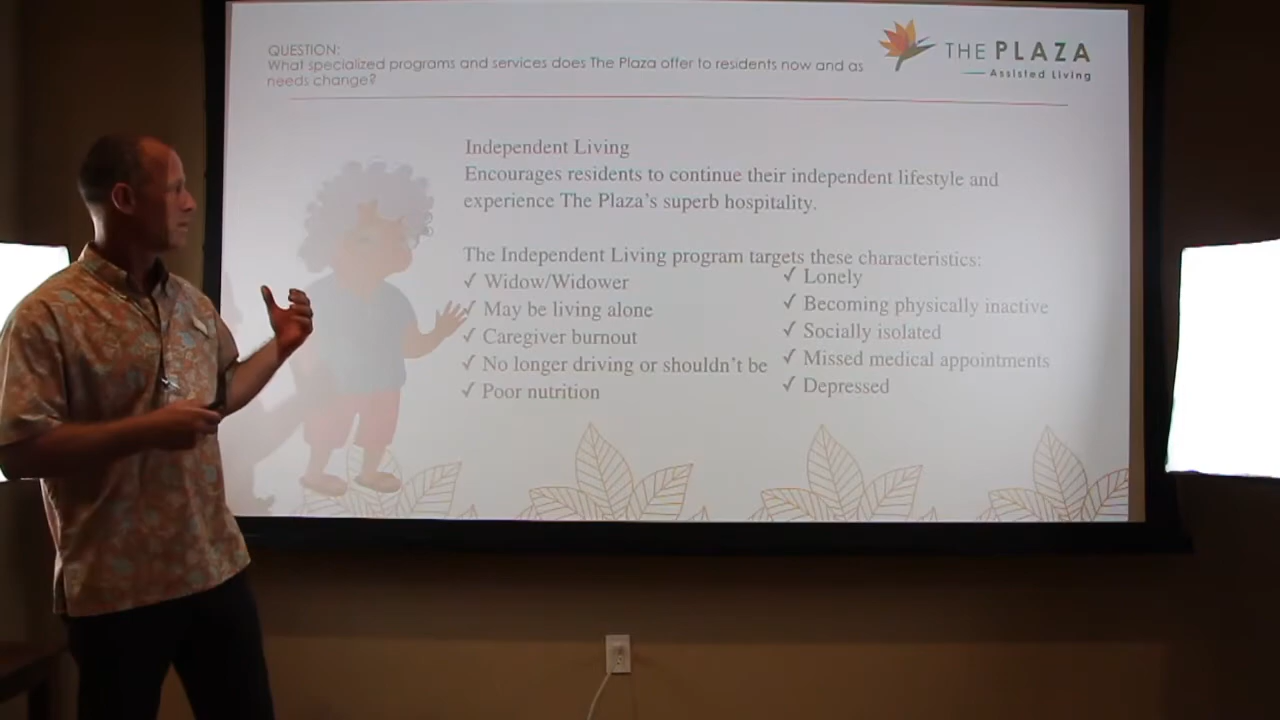 QUESTION:
What specialized programs and services does The Plaza offer to residents now and as
needs change?
THE PLAZA
Assisted Living
Independent Living
Encourages residents to continue their independent lifestyle and
experience The Plaza's superb hospitality.
The Independent Living program targets these characteristics:
✓ Widow/Widower
✓ May be living alone
✓ Caregiver burnout
✓ No longer driving or shouldn't be
✓ Poor nutrition
✓ Lonely
✓ Becoming physically inactive
✓ Socially isolated
✓ Missed medical appointments
✓ Depressed